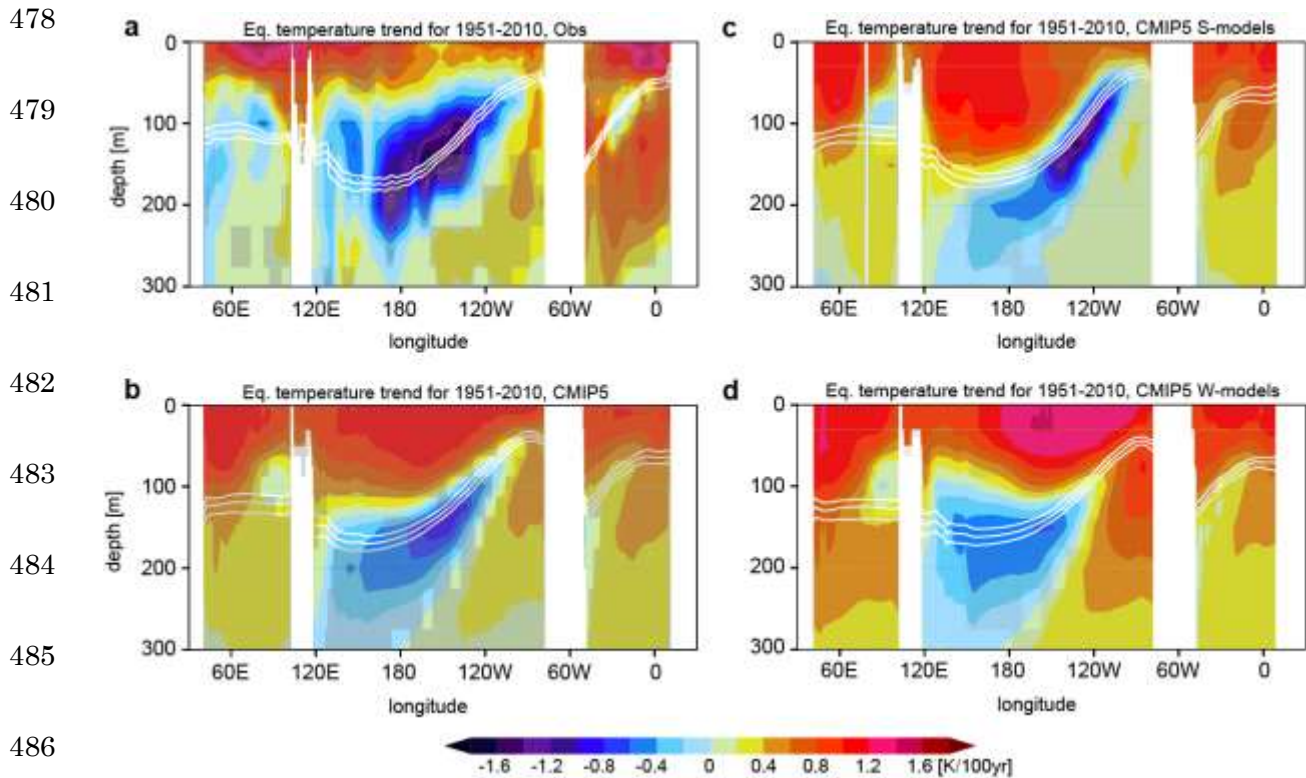 478
479
480
481
482
483
484
485
486
a Eq. temperature trend for 1951-2010, Obs
0
100
200
300
depth [m]
60E 120E 180 120W 60W 0
longitude
c Eq. temperature trend for 1951-2010, CMIP5 S-models
0
100
200
300
60E 120E 180 120W 60W 0
longitude
b Eq. temperature trend for 1951-2010, CMIP5
0
100
200
300
depth [m]
60E 120E 180 120W 60W 0
longitude
d Eq. temperature trend for 1951-2010, CMIP5 W-models
0
100
200
300
60E 120E 180 120W 60W 0
longitude
-1.6 -1.2 -0.8 -0.4 0 0.4 0.8 1.2 1.6 [K/100yr]